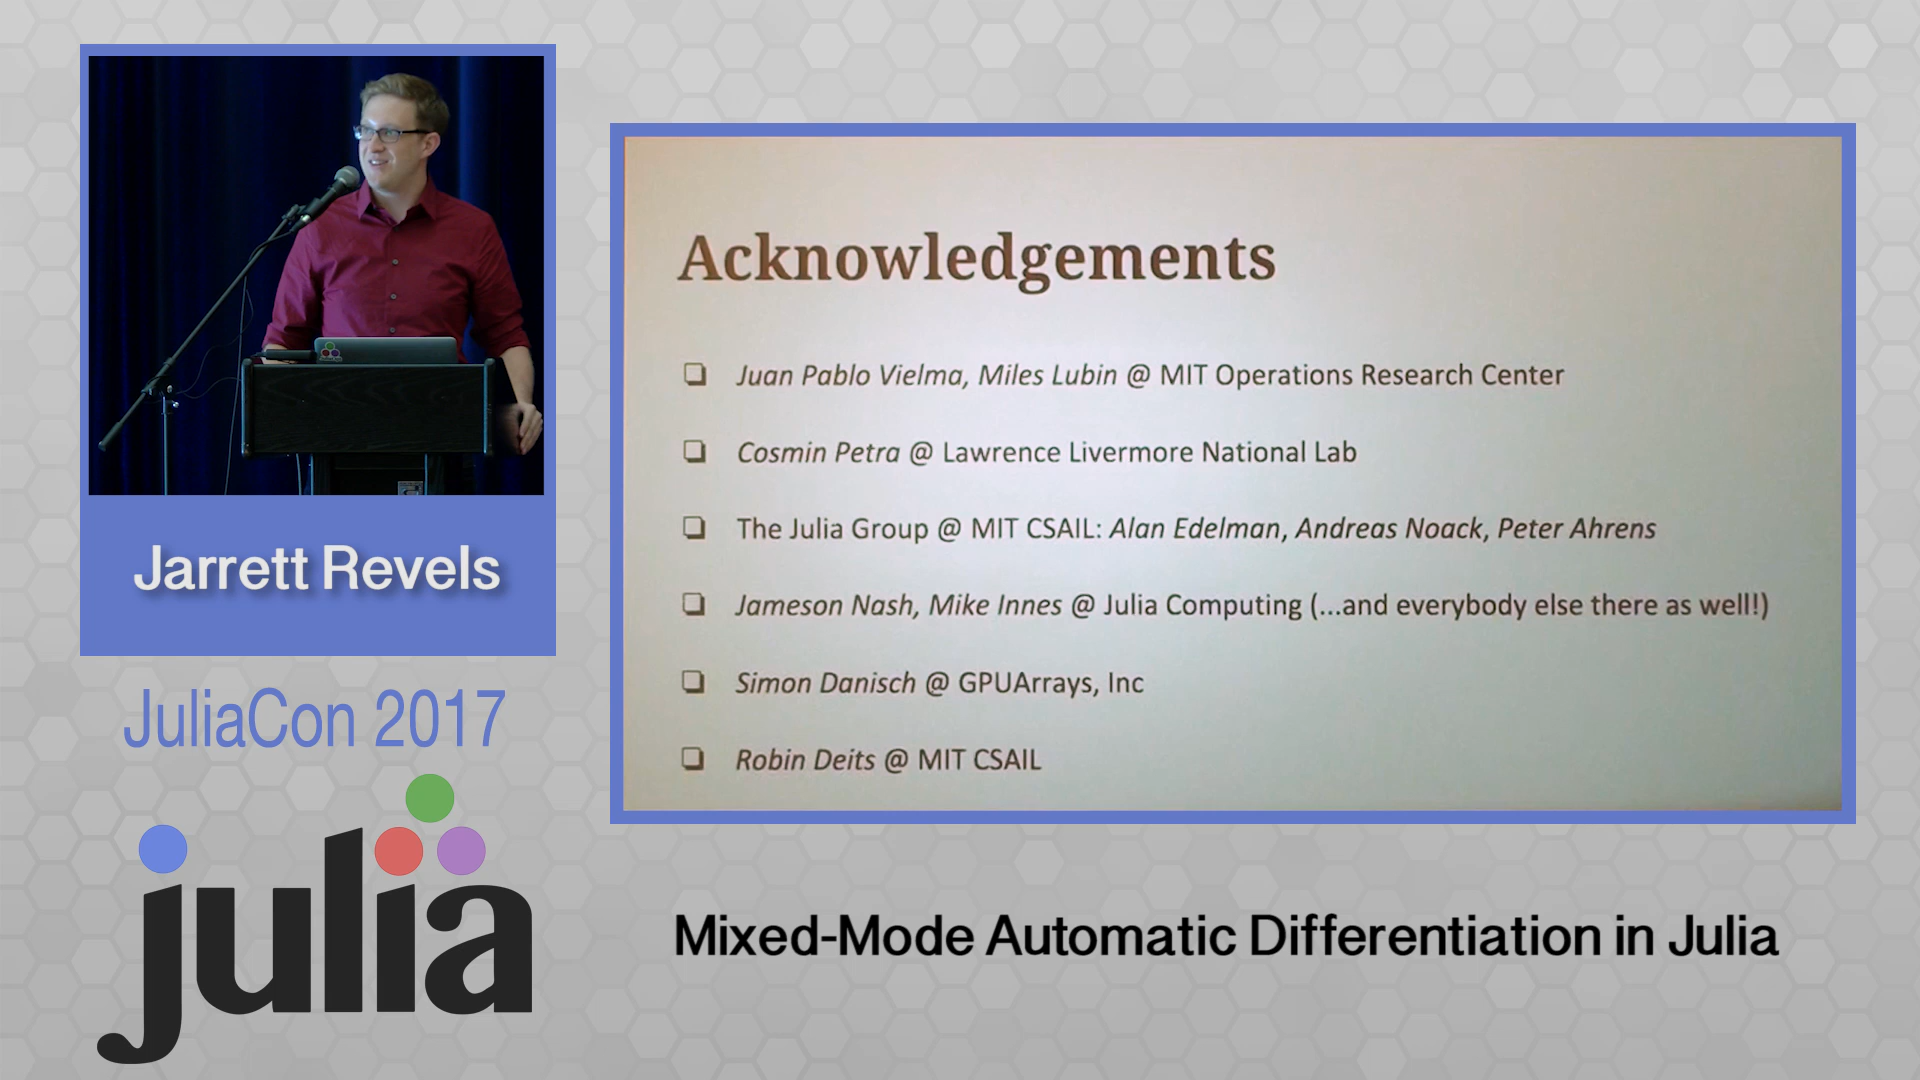 Jarrett Revels
JuliaCon 2017
julia
Acknowledgements
❏ Juan Pablo Vielma, Miles Lubin @ MIT Operations Research Center
❏ Cosmin Petra @ Lawrence Livermore National Lab
❏ The Julia Group @ MIT CSAIL: Alan Edelman, Andreas Noack, Peter Ahrens
❏ Jameson Nash, Mike Innes @ Julia Computing (...and everybody else there as well!)
❏ Simon Danisch @ GPUArrays, Inc
❏ Robin Deits @ MIT CSAIL
Mixed-Mode Automatic Differentiation in Julia